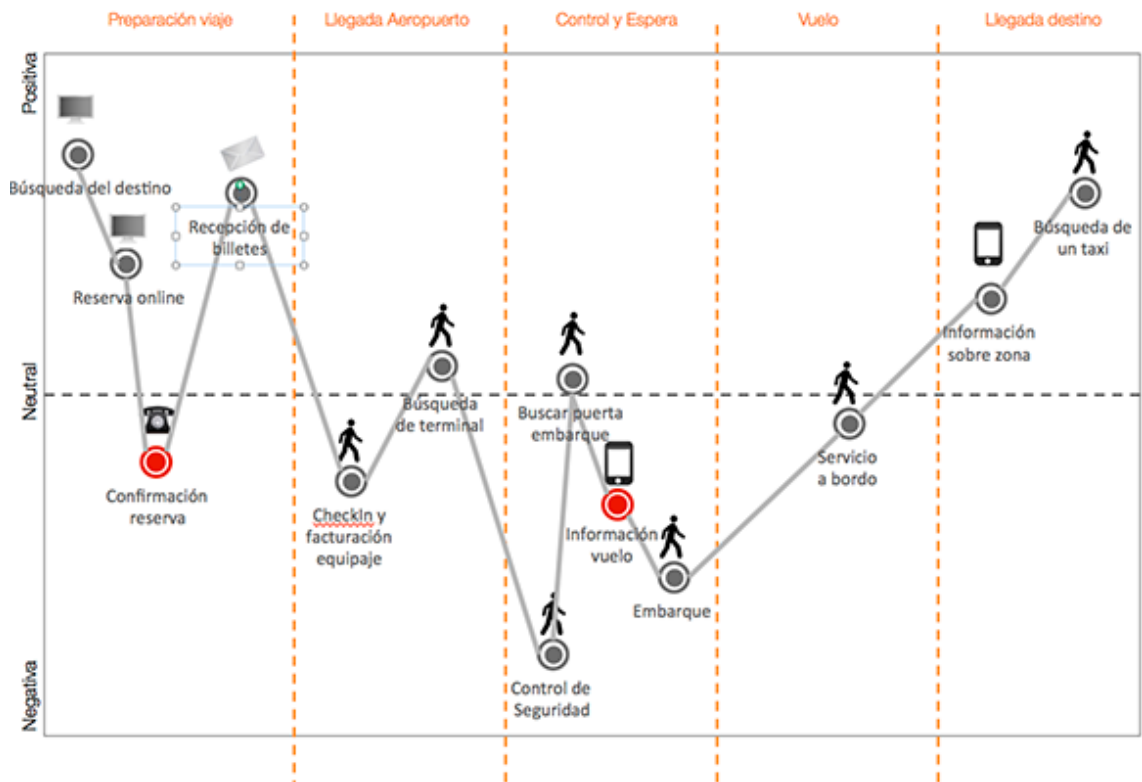 Preparación viaje
Llegada Aeropuerto
Control y Espera
Vuelo
Llegada destino
Positiva
Neutral
Negativa
Búsqueda del destino
Reserva online
Confirmación
reserva
Recepción de
billetes
CheckIn y
facturación
equipaje
Búsqueda
de terminal
Control de
Seguridad
Buscar puerta
embarque
Información
vuelo
Embarque
Servicio
a bordo
Información
sobre zona
Búsqueda de
un taxi